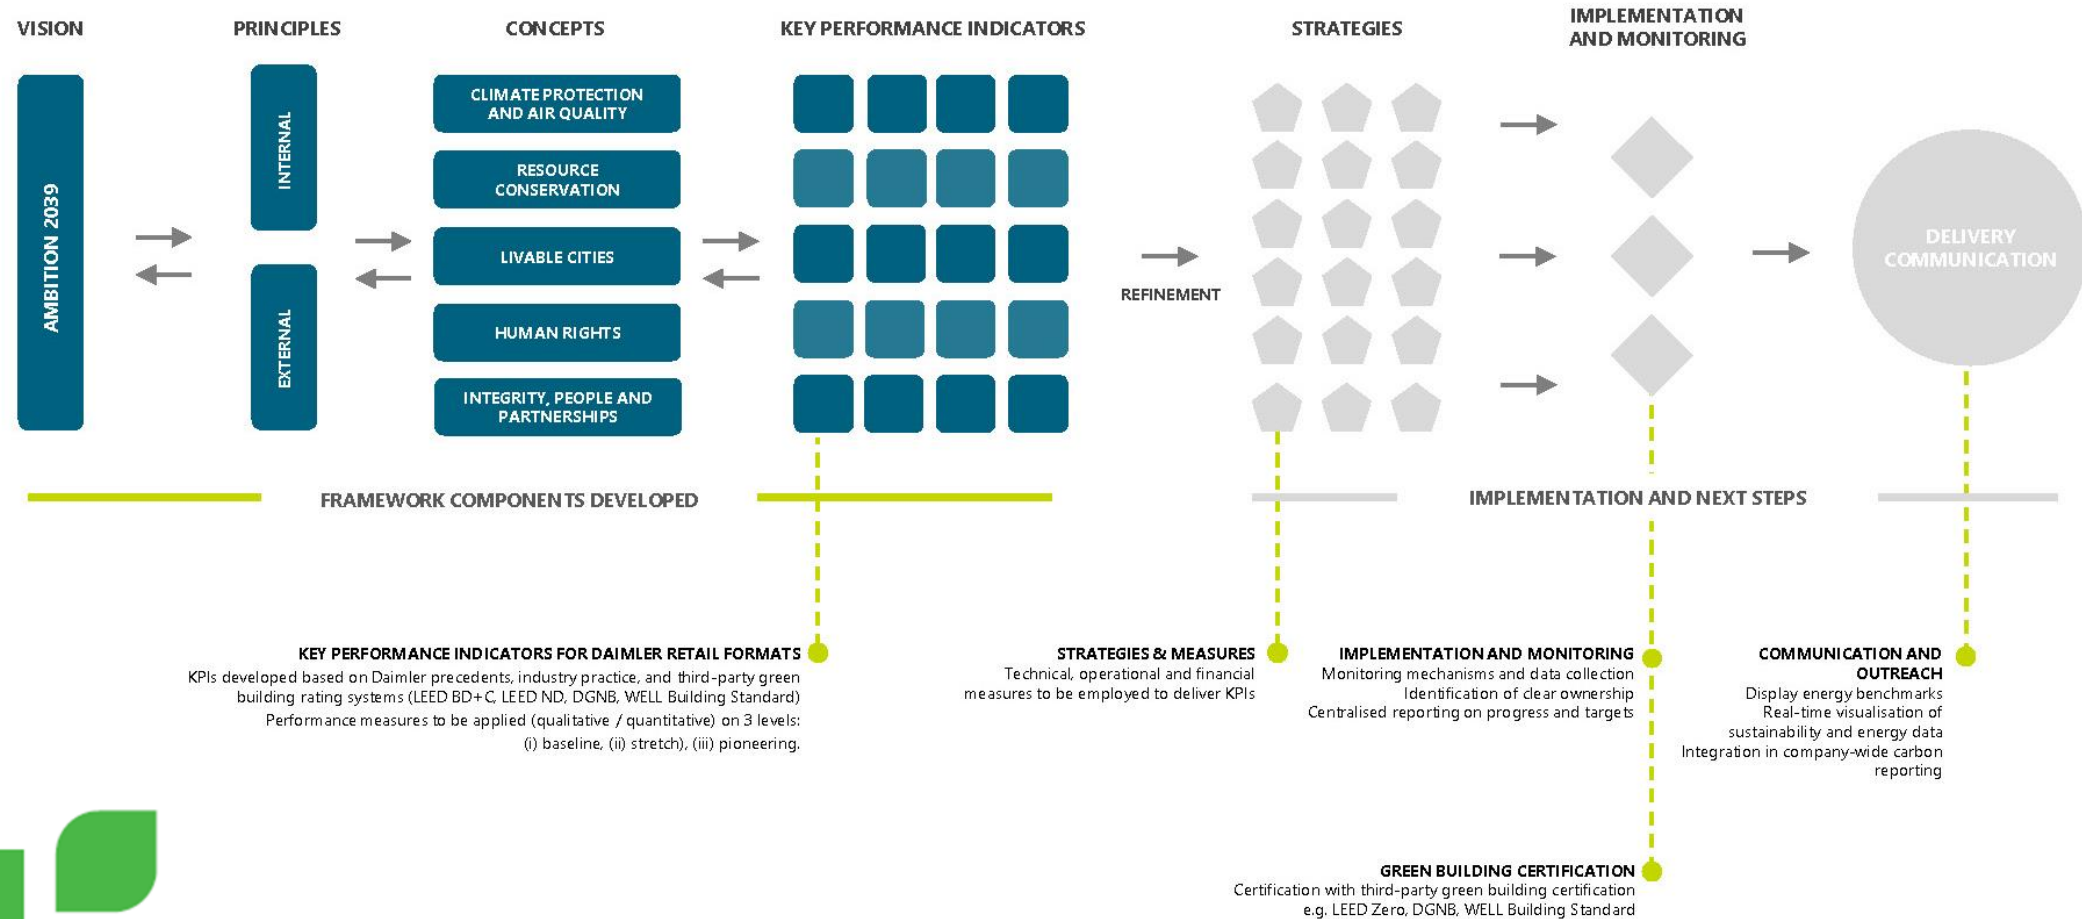 VISION
PRINCIPLES
CONCEPTS
KEY PERFORMANCE INDICATORS
STRATEGIES
IMPLEMENTATION
AND MONITORING
AMBITION 2039
INTERNAL
EXTERNAL
CLIMATE PROTECTION
AND AIR QUALITY
RESOURCE
CONSERVATION
LIVABLE CITIES
HUMAN RIGHTS
INTEGRITY, PEOPLE AND
PARTNERSHIPS
REFINEMENT
DELIVERY
COMMUNICATION
FRAMEWORK COMPONENTS DEVELOPED
IMPLEMENTATION AND NEXT STEPS
KEY PERFORMANCE INDICATORS FOR DAIMLER RETAIL FORMATS
KPIs developed based on Daimler precedents, industry practice, and third-party green
building rating systems (LEED BD+C, LEED ND, DGNB, WELL Building Standard)
Performance measures to be applied (qualitative / quantitative) on 3 levels:
(i) baseline, (ii) stretch), (iii) pioneering.
STRATEGIES & MEASURES
Technical, operational and financial
measures to be employed to deliver KPIs
IMPLEMENTATION AND MONITORING
Monitoring mechanisms and data collection
Identification of clear ownership
Centralised reporting on progress and targets
COMMUNICATION AND
OUTREACH
Display energy benchmarks
Real-time visualisation of
sustainability and energy data
Integration in company-wide carbon
reporting
GREEN BUILDING CERTIFICATION
Certification with third-party green building certification
e.g. LEED Zero, DGNB, WELL Building Standard